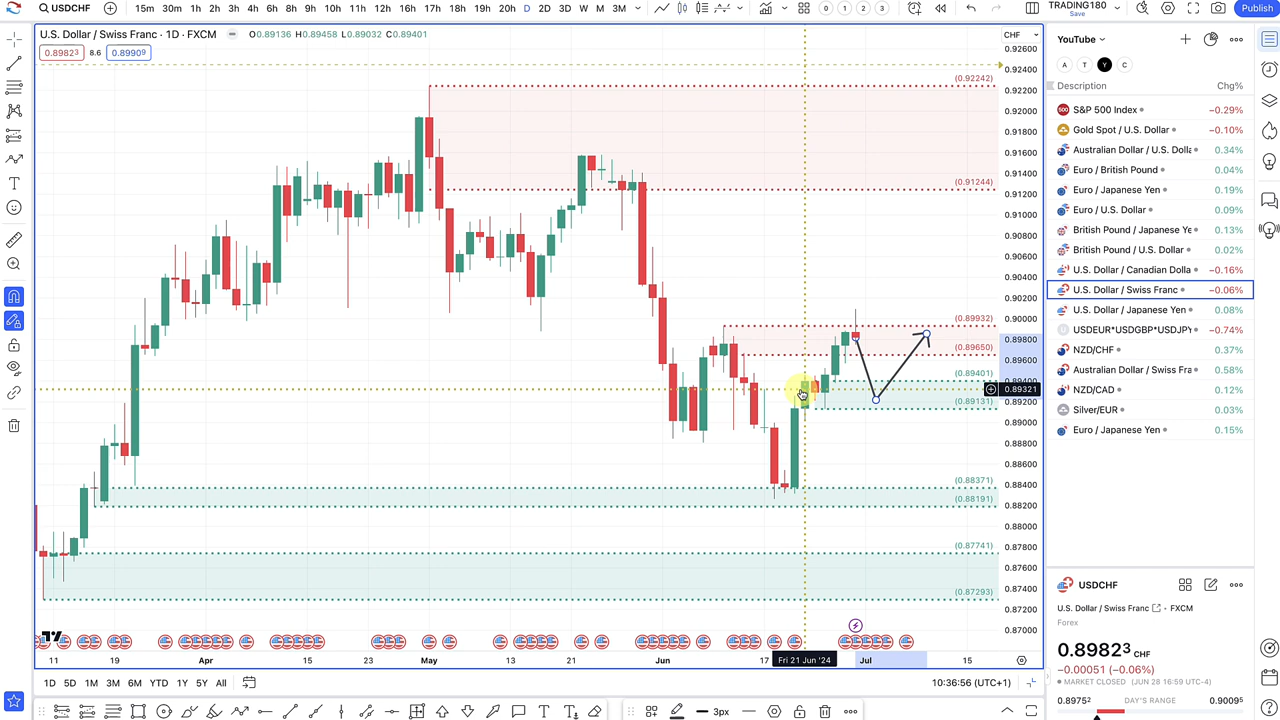 USDCHF 15m 30m 1h 2h 3h 4h 6h 8h 9h 10h 11h 12h 16h 17h 18h 19h 20h D 2D 3D W M 3M 0 1 2 3 TRADING180 Save Publish
U.S. Dollar / Swiss Franc · 1D · FXCM O0.89136 H0.89458 L0.89032 C0.89401
0.89823 8.6 0.89909
CHF
0.92600
0.92400
0.92200
0.92000
0.91800
0.91600
0.91400
0.91200
0.91000
0.90800
0.90600
0.90400
0.90200
0.90000
0.89800
0.89600
0.89321
0.89200
0.89000
0.88800
0.88600
0.88400
0.88200
0.88000
0.87800
0.87600
0.87400
0.87200
0.87000
(0.92242)
(0.91244)
(0.89932)
(0.89650)
(0.89401)
(0.89131)
(0.88371)
(0.88191)
(0.87741)
(0.87293)
11 19 Apr 15 23 May 13 21 Jun 17 Fri 21 Jun '24 Jul 15
1D 5D 1M 3M 6M YTD 1Y 5Y All
10:36:56 (UTC+1)
3px
YouTube
A T Y C
Description Chg%
500 S&P 500 Index −0.29%
Gold Spot / U.S. Dollar −0.10%
Australian Dollar / U.S. Dolla 0.34%
Euro / British Pound 0.04%
Euro / Japanese Yen 0.19%
Euro / U.S. Dollar 0.09%
British Pound / Japanese Ye 0.13%
British Pound / U.S. Dollar 0.02%
U.S. Dollar / Canadian Dolla −0.16%
U.S. Dollar / Swiss Franc −0.06%
U.S. Dollar / Japanese Yen 0.08%
USDEUR*USDGBP*USDJPY −0.74%
NZD/CHF 0.37%
Australian Dollar / Swiss Fra 0.58%
NZD/CAD 0.12%
Silver/EUR 0.03%
Euro / Japanese Yen 0.15%
USDCHF
U.S. Dollar / Swiss Franc FXCM
Forex
0.89823 CHF
−0.00051 (−0.06%)
MARKET CLOSED (JUN 28 16:59 UTC-4)
0.89752 DAY'S RANGE 0.90095